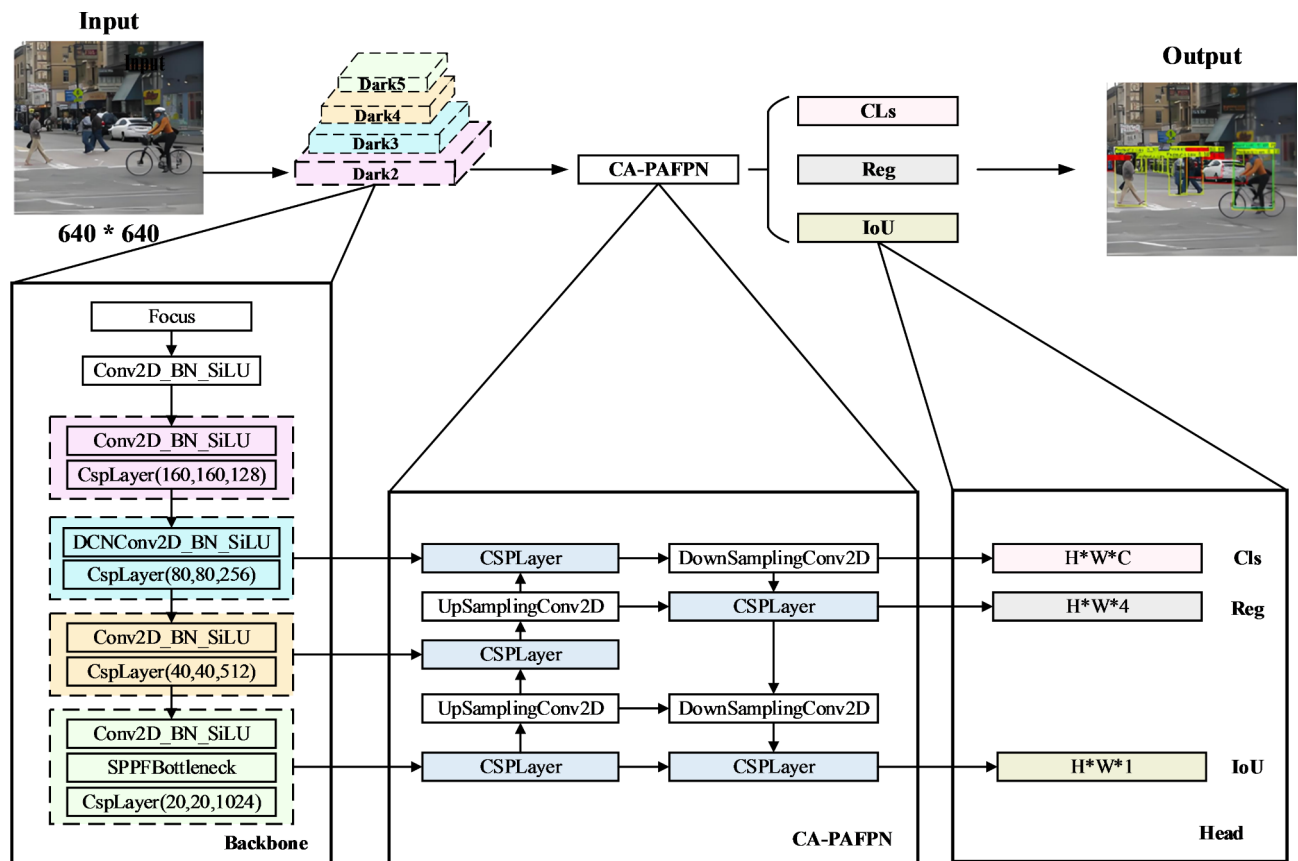 Input
Input
640 * 640
Dark5
Dark4
Dark3
Dark2
CA-PAFPN
CLs
Reg
IoU
Output
Focus
Conv2D_BN_SiLU
Conv2D_BN_SiLU
CspLayer(160,160,128)
DCNConv2D_BN_SiLU
CspLayer(80,80,256)
Conv2D_BN_SiLU
CspLayer(40,40,512)
Conv2D_BN_SiLU
SPPFBottleneck
CspLayer(20,20,1024)
Backbone
CSPLayer
DownSamplingConv2D
UpSamplingConv2D
CSPLayer
CSPLayer
UpSamplingConv2D
DownSamplingConv2D
CSPLayer
CSPLayer
CA-PAFPN
H*W*C
Cls
H*W*4
Reg
H*W*1
IoU
Head